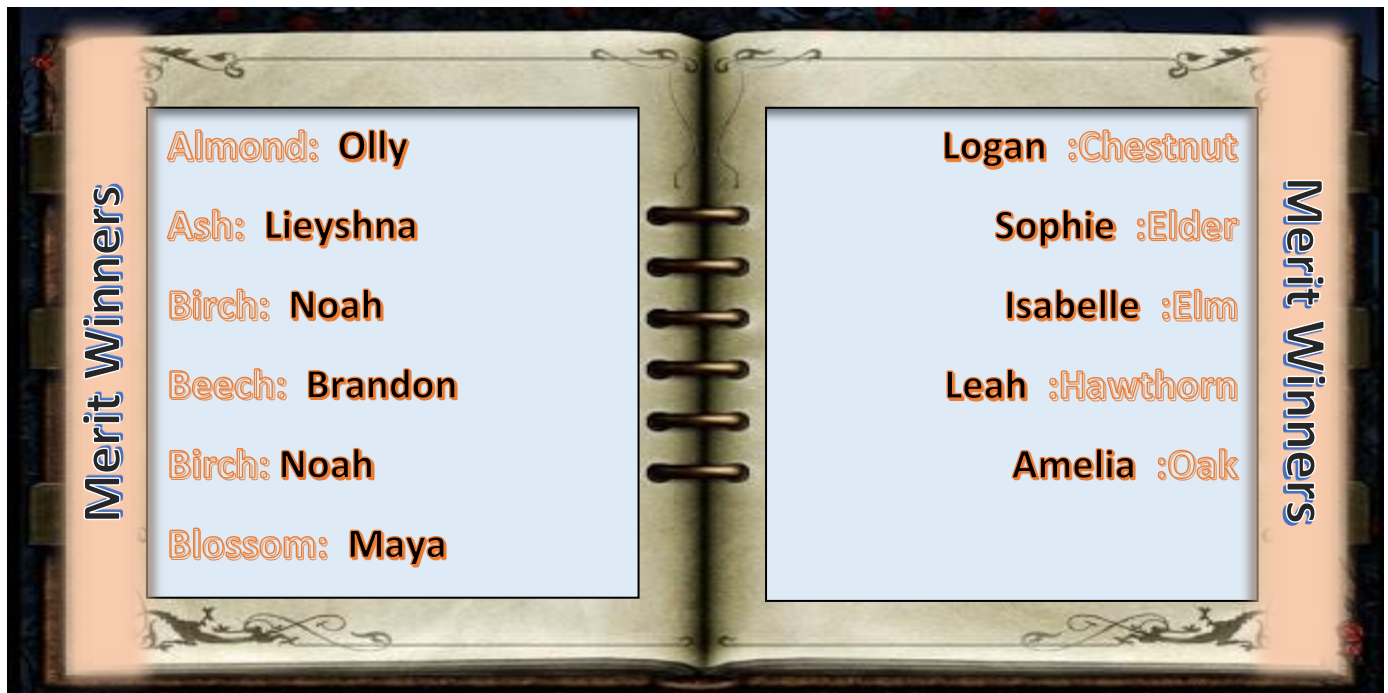 Merit Winners
Almond: Olly
Ash: Lieyshna
Birch: Noah
Beech: Brandon
Birch: Noah
Blossom: Maya
Logan :Chestnut
Sophie :Elder
Isabelle :Elm
Leah :Hawthorn
Amelia :Oak
Merit Winners